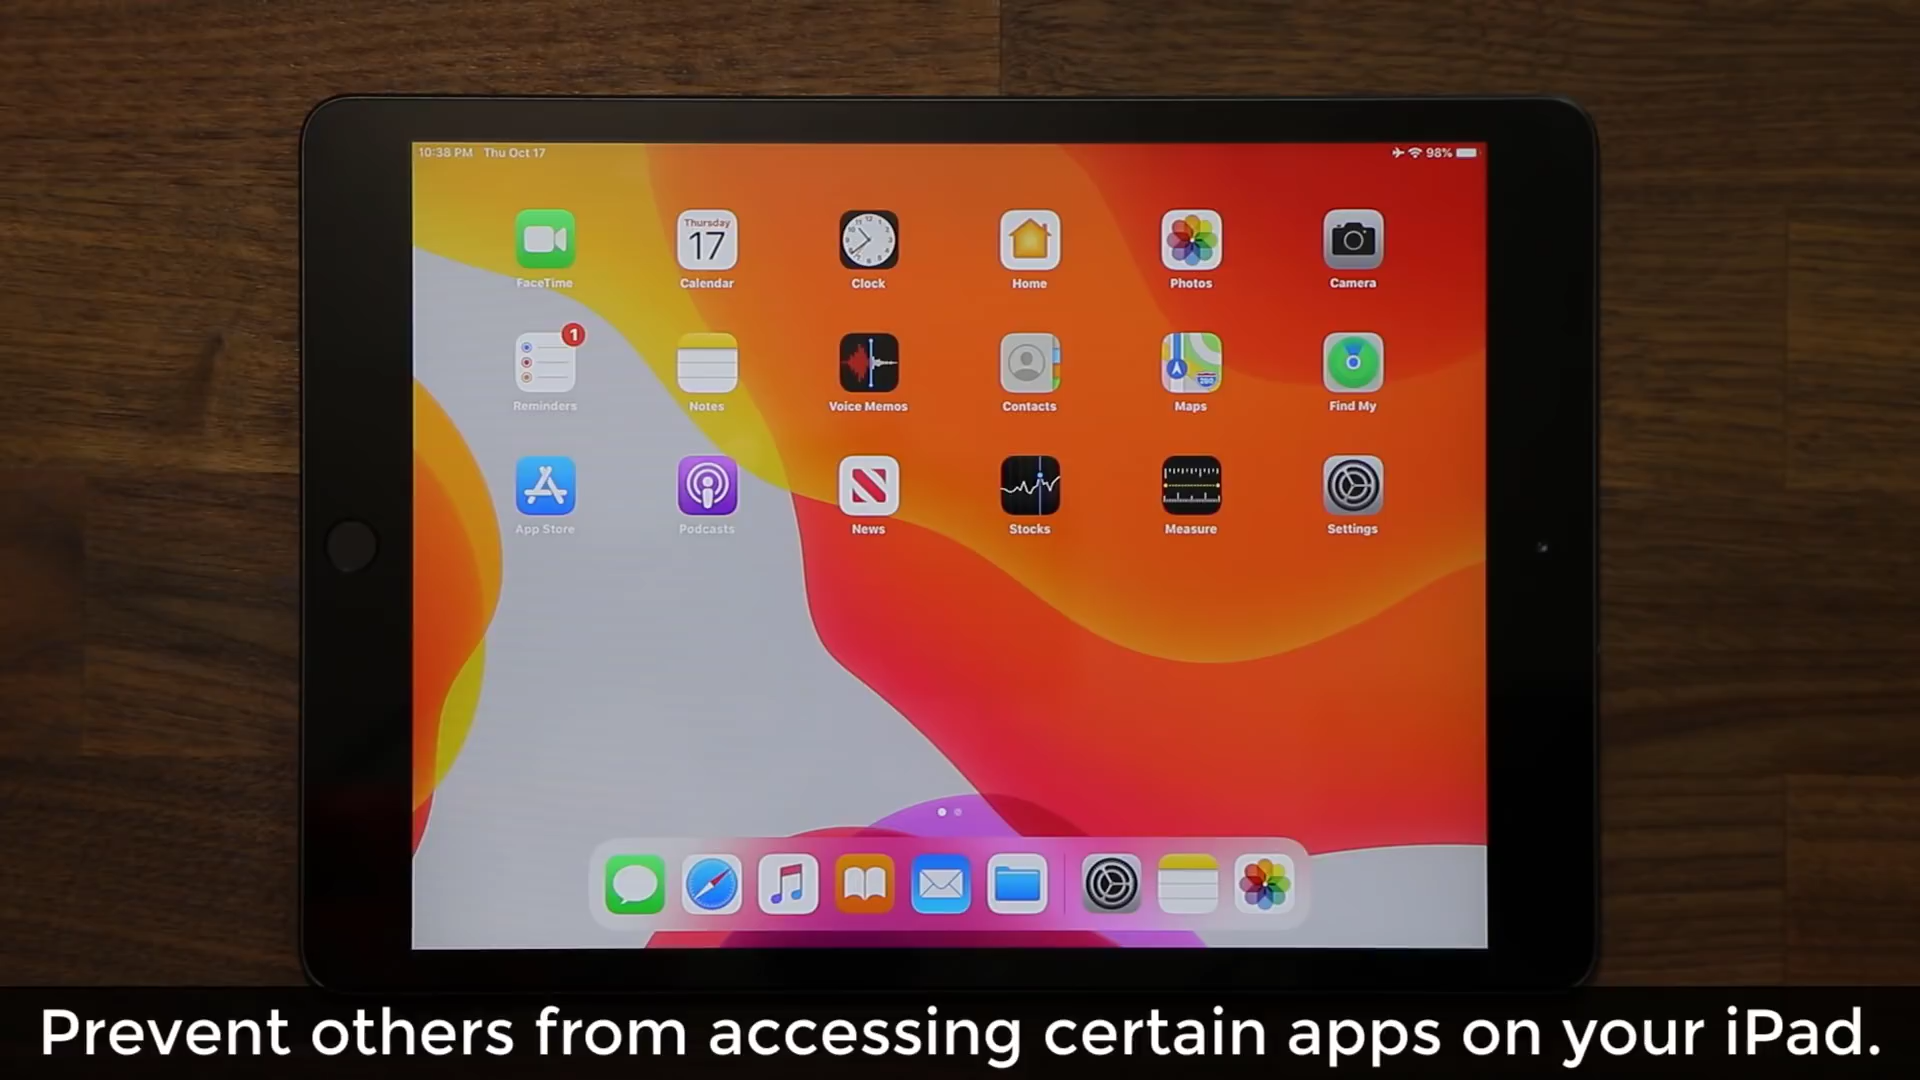 10:38 PM Thu Oct 17 98%
Thursday
17
FaceTime Calendar Clock Home Photos Camera
1
Reminders Notes Voice Memos Contacts Maps Find My
280
App Store Podcasts News Stocks Measure Settings
Prevent others from accessing certain apps on your iPad.